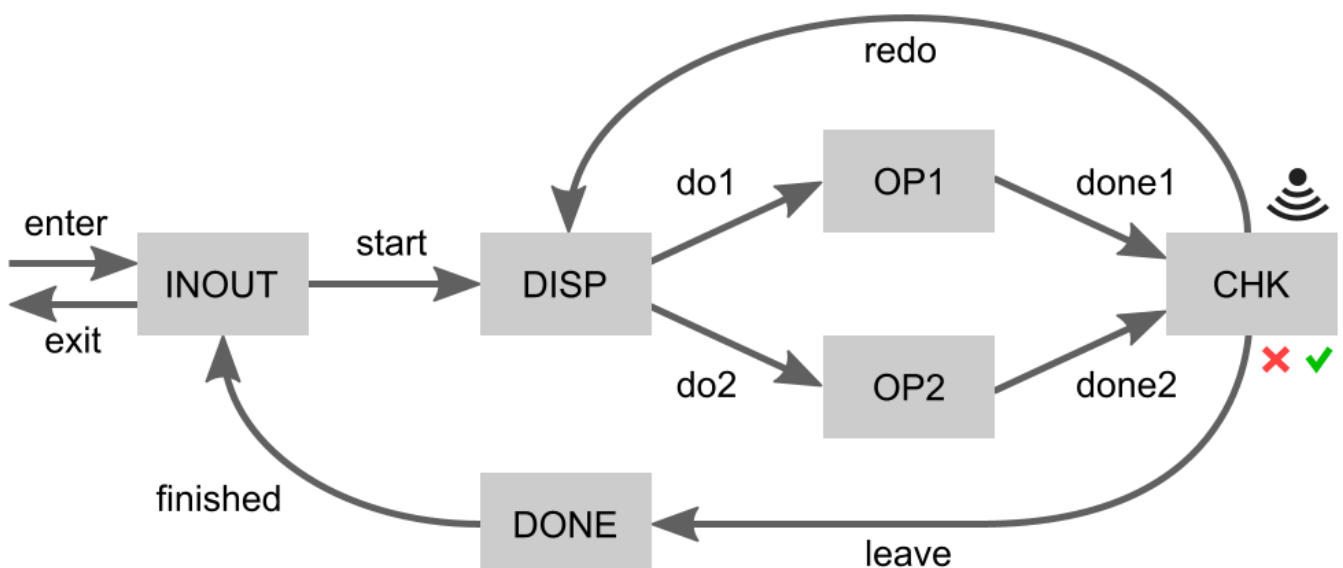 redo
do1
OP1
done1
enter
start
INOUT
DISP
CHK
exit
do2
OP2
done2
finished
DONE
leave